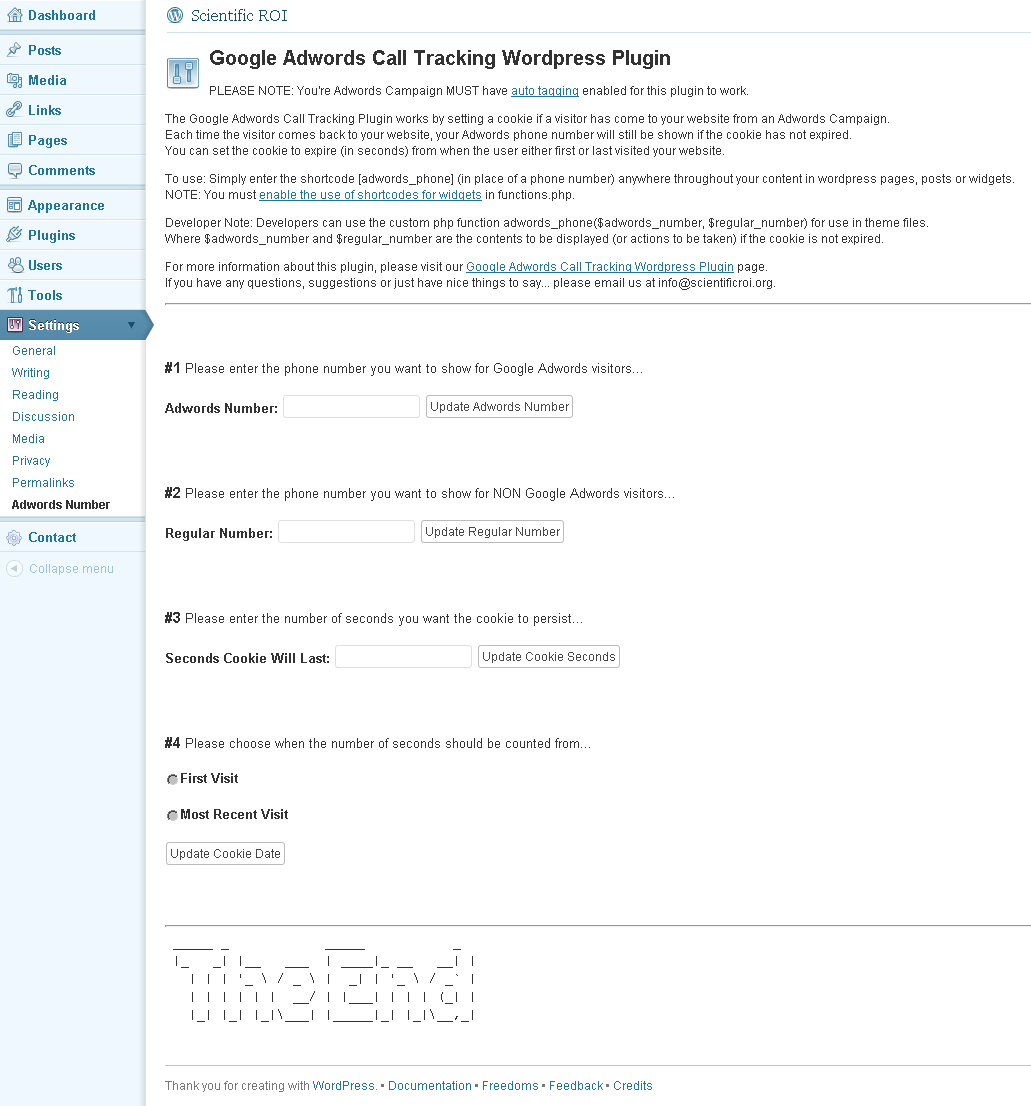 Dashboard
Posts
Media
Links
Pages
Comments
Appearance
Plugins
Users
Tools
Settings
General
Writing
Reading
Discussion
Media
Privacy
Permalinks
Adwords Number
Contact
Collapse menu
Scientific ROI
Google Adwords Call Tracking Wordpress Plugin
PLEASE NOTE: You're Adwords Campaign MUST have auto tagging enabled for this plugin to work.
The Google Adwords Call Tracking Plugin works by setting a cookie if a visitor has come to your website from an Adwords Campaign.
Each time the visitor comes back to your website, your Adwords phone number will still be shown if the cookie has not expired.
You can set the cookie to expire (in seconds) from when the user either first or last visited your website.
To use: Simply enter the shortcode [adwords_phone] (in place of a phone number) anywhere throughout your content in wordpress pages, posts or widgets.
NOTE: You must enable the use of shortcodes for widgets in functions.php.
Developer Note: Developers can use the custom php function adwords_phone($adwords_number, $regular_number) for use in theme files.
Where $adwords_number and $regular_number are the contents to be displayed (or actions to be taken) if the cookie is not expired.
For more information about this plugin, please visit our Google Adwords Call Tracking Wordpress Plugin page.
If you have any questions, suggestions or just have nice things to say... please email us at info@scientificroi.org.
#1 Please enter the phone number you want to show for Google Adwords visitors...
Adwords Number: Update Adwords Number
#2 Please enter the phone number you want to show for NON Google Adwords visitors...
Regular Number: Update Regular Number
#3 Please enter the number of seconds you want the cookie to persist...
Seconds Cookie Will Last: Update Cookie Seconds
#4 Please choose when the number of seconds should be counted from...
First Visit
Most Recent Visit
Update Cookie Date
The End
Thank you for creating with WordPress. • Documentation • Freedoms • Feedback • Credits